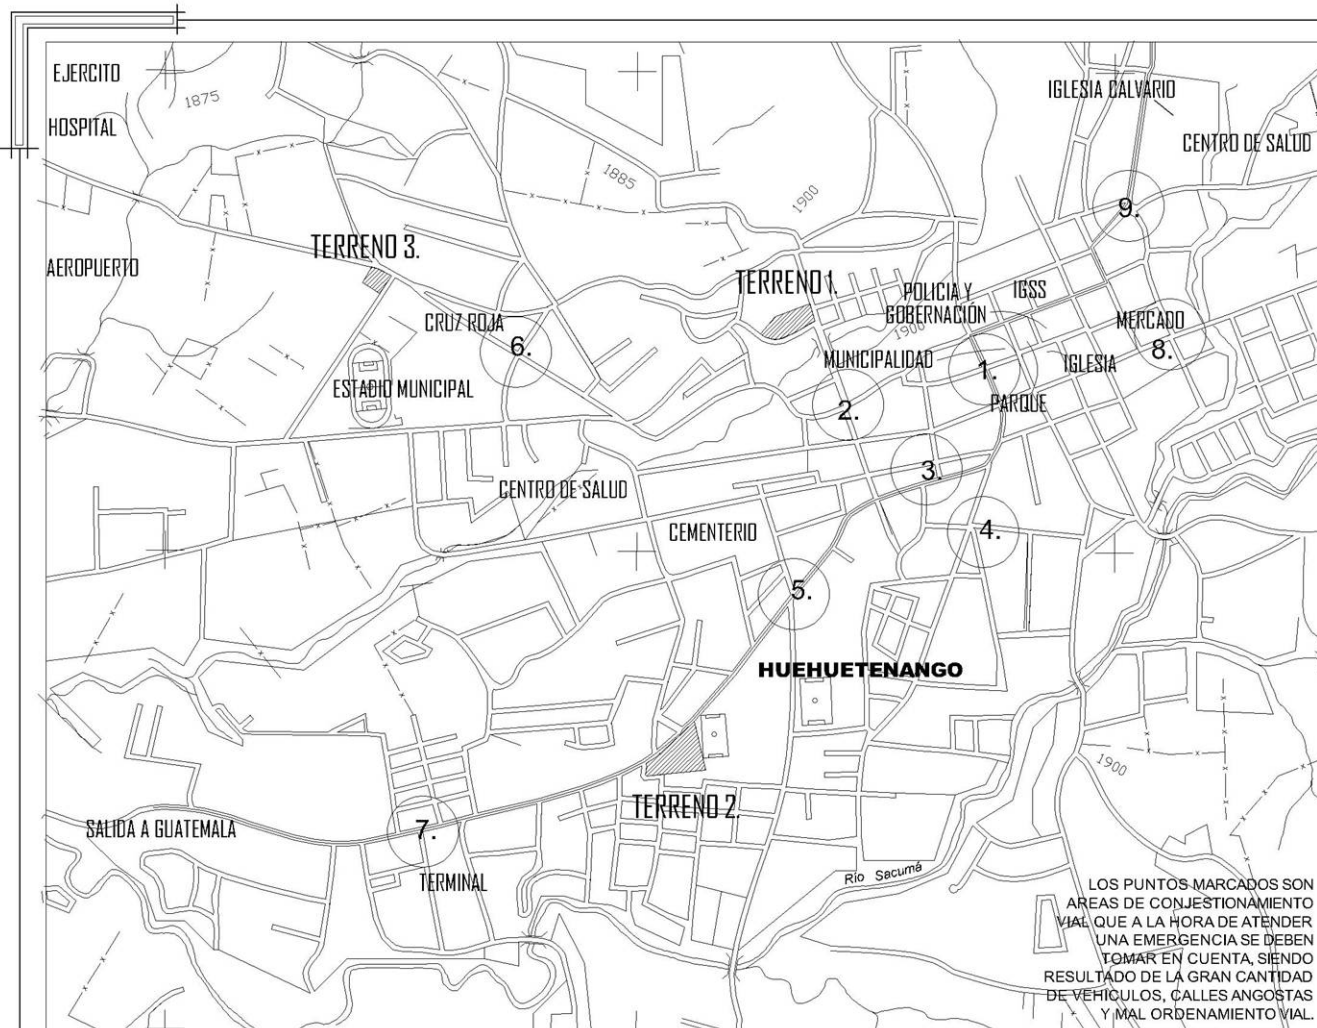 EJERCITO
1875
HOSPITAL
IGLESIA CALVARIO
CENTRO DE SALUD
1885
1900
9.
TERRENO 3.
AEROPUERTO
TERRENO 1.
POLICIA Y
GOBERNACIÓN
IGSS
1900
CRUZ ROJA
6.
MERCADO
8.
MUNICIPALIDAD
IGLESIA
1.
ESTADIO MUNICIPAL
2.
PARQUE
3.
CENTRO DE SALUD
CEMENTERIO
4.
5.
HUEHUETENANGO
1900
TERRENO 2.
SALIDA A GUATEMALA
7.
TERMINAL
Río Sacumá
LOS PUNTOS MARCADOS SON
AREAS DE CONJESTIONAMIENTO
VIAL QUE A LA HORA DE ATENDER
UNA EMERGENCIA SE DEBEN
TOMAR EN CUENTA, SIENDO
RESULTADO DE LA GRAN CANTIDAD
DE VEHICULOS, CALLES ANGOSTAS
Y MAL ORDENAMIENTO VIAL.